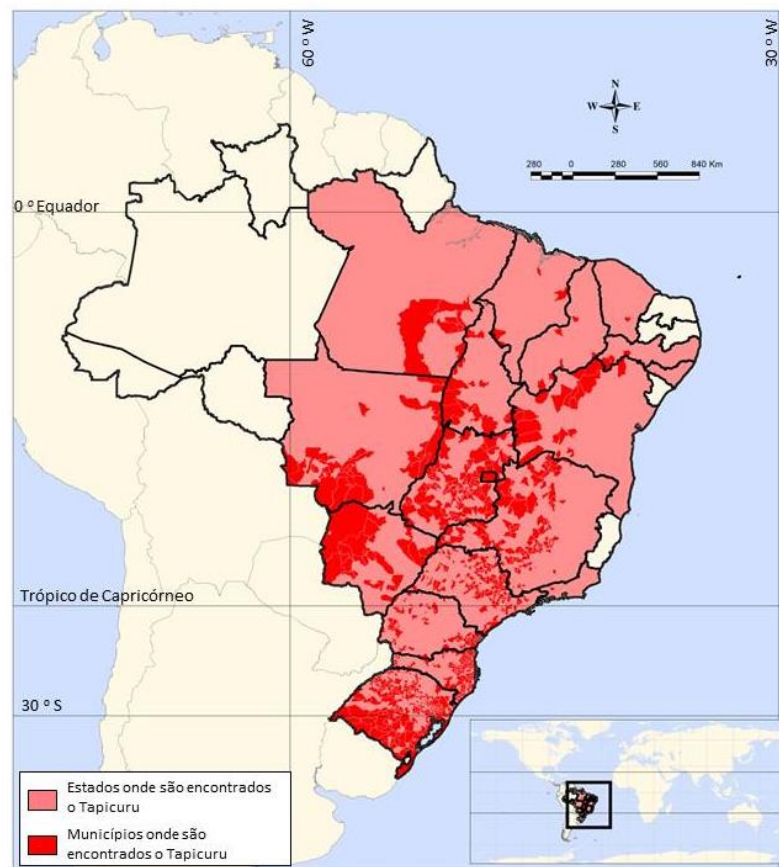 60 º W
30 º W
N
W E
S
280 0 280 560 840 Km
0 º Equador
Trópico de Capricórneo
30 º S
Estados onde são encontrados
o Tapicuru
Municípios onde são
encontrados o Tapicuru